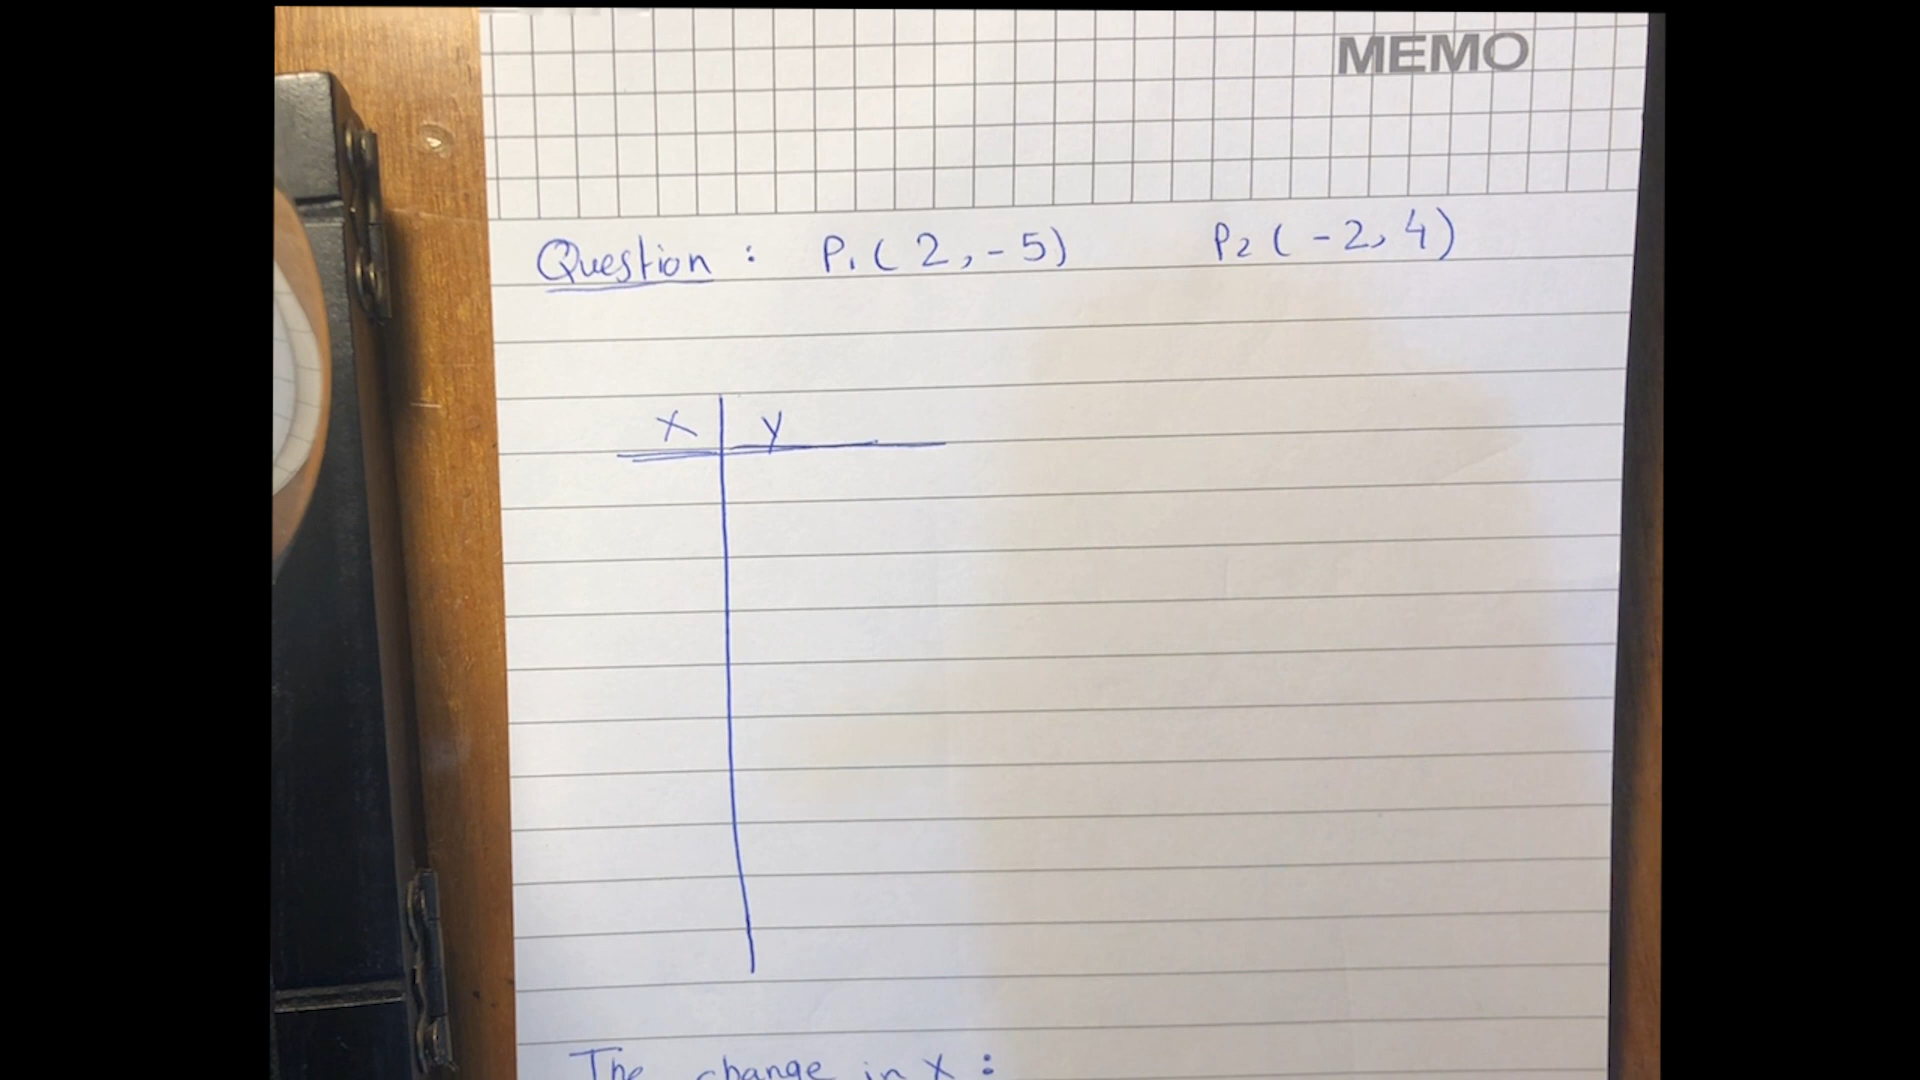 MEMO
Question : P₁ ( 2 , - 5 ) P₂ ( - 2 , 4 )
x y
The change in x :